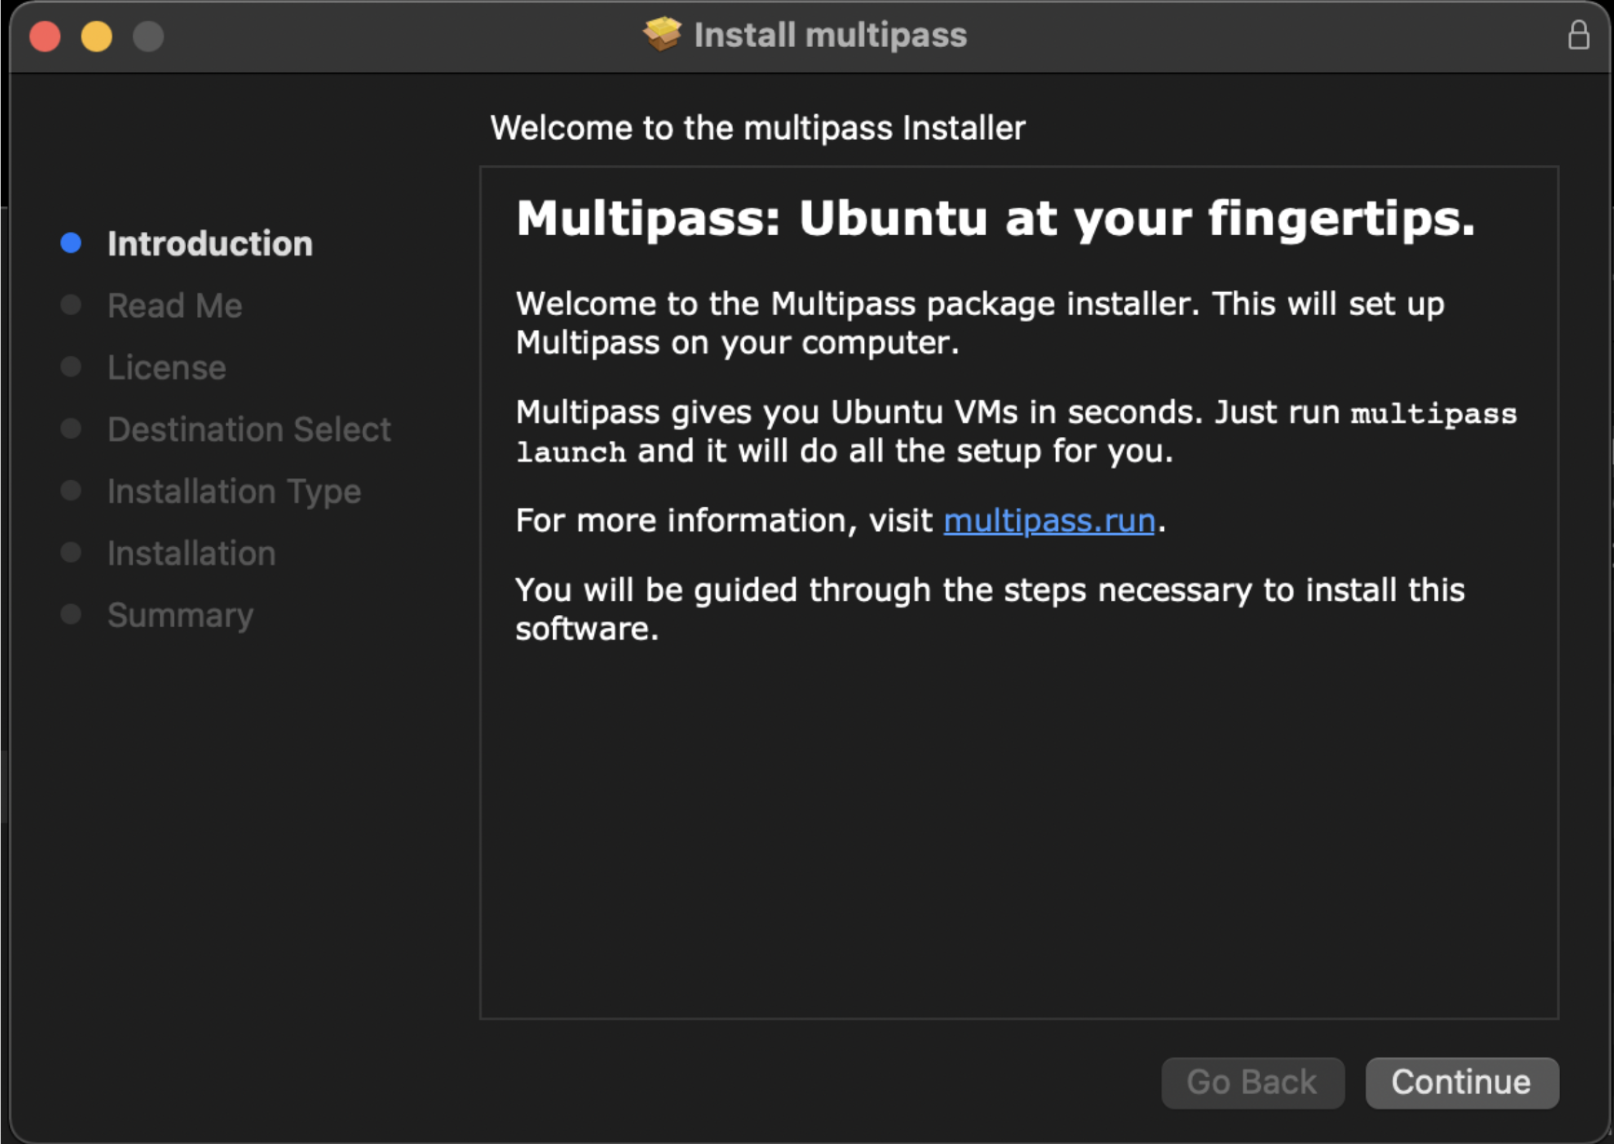 Install multipass
Welcome to the multipass Installer
Introduction
Read Me
License
Destination Select
Installation Type
Installation
Summary
Multipass: Ubuntu at your fingertips.
Welcome to the Multipass package installer. This will set up
Multipass on your computer.
Multipass gives you Ubuntu VMs in seconds. Just run multipass
launch and it will do all the setup for you.
For more information, visit multipass.run.
You will be guided through the steps necessary to install this
software.
Go Back
Continue